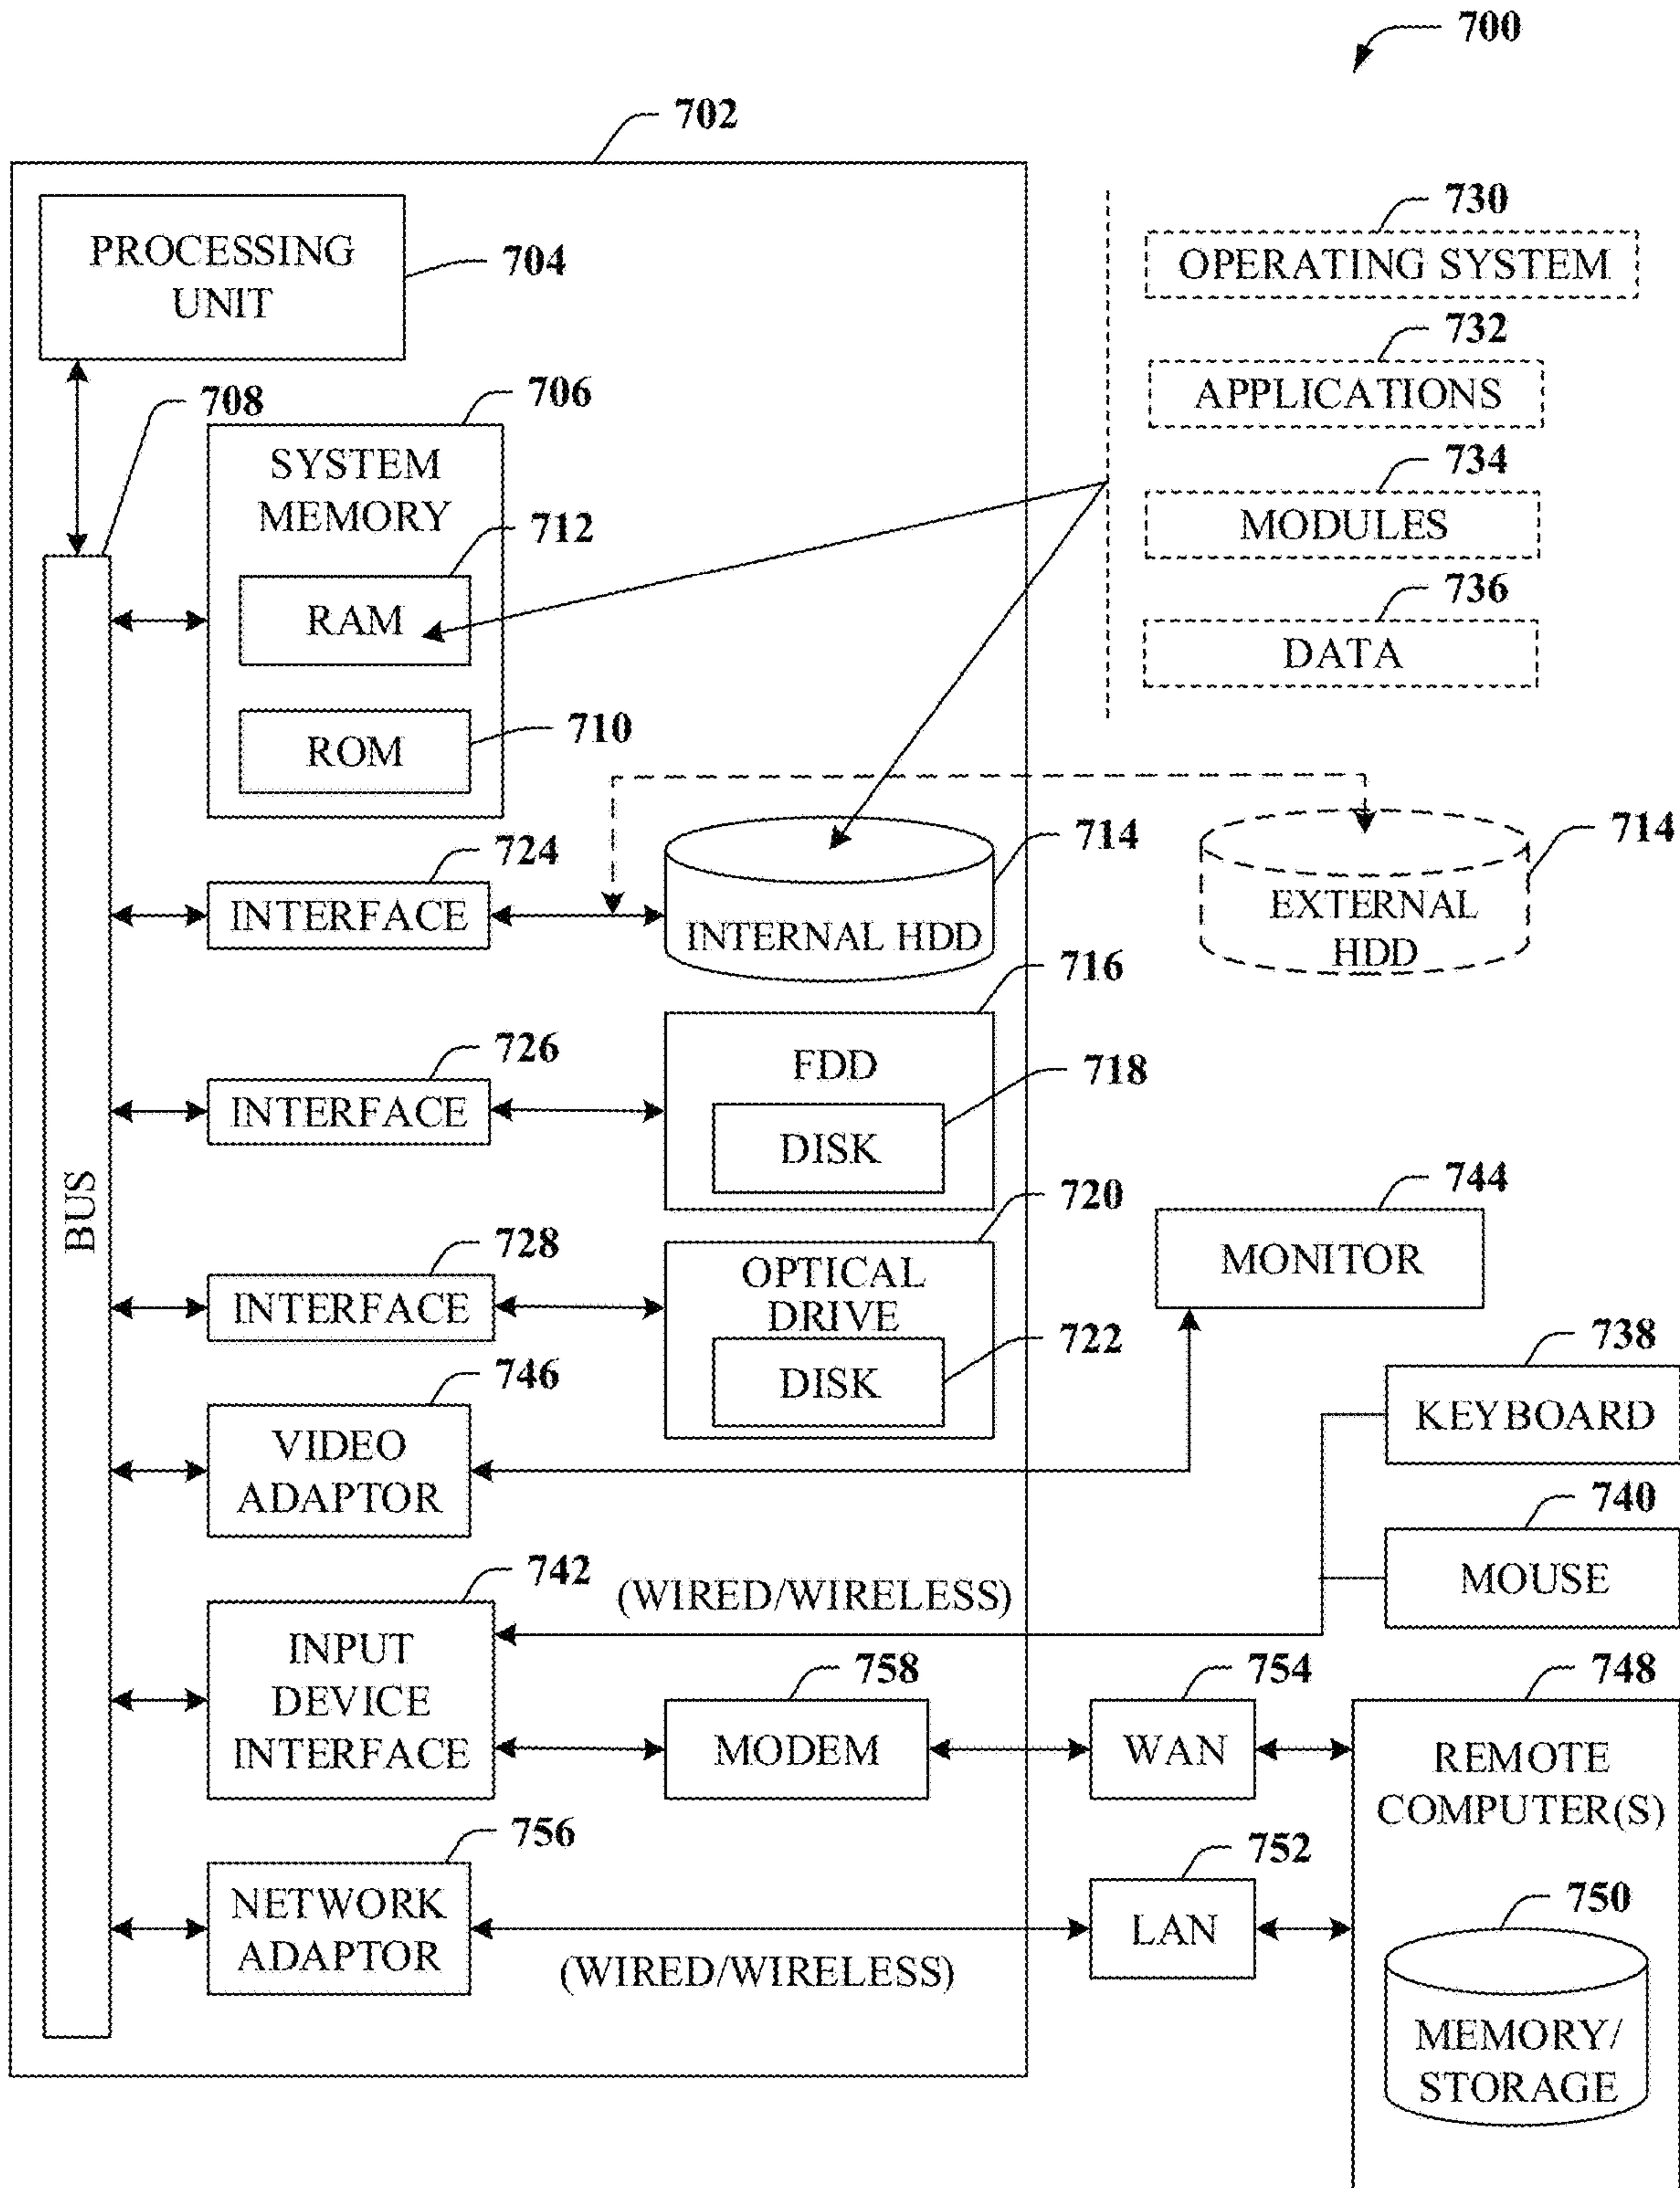 700
702
PROCESSING
UNIT
704
730
OPERATING SYSTEM
732
APPLICATIONS
734
MODULES
736
DATA
708
706
SYSTEM
MEMORY
712
RAM
710
ROM
BUS
724
INTERFACE
714
INTERNAL HDD
714
EXTERNAL
HDD
726
INTERFACE
716
FDD
718
DISK
728
INTERFACE
720
OPTICAL
DRIVE
722
DISK
744
MONITOR
746
VIDEO
ADAPTOR
738
KEYBOARD
740
MOUSE
742
INPUT
DEVICE
INTERFACE
(WIRED/WIRELESS)
758
MODEM
754
WAN
748
REMOTE
COMPUTER(S)
756
NETWORK
ADAPTOR
(WIRED/WIRELESS)
752
LAN
750
MEMORY/
STORAGE